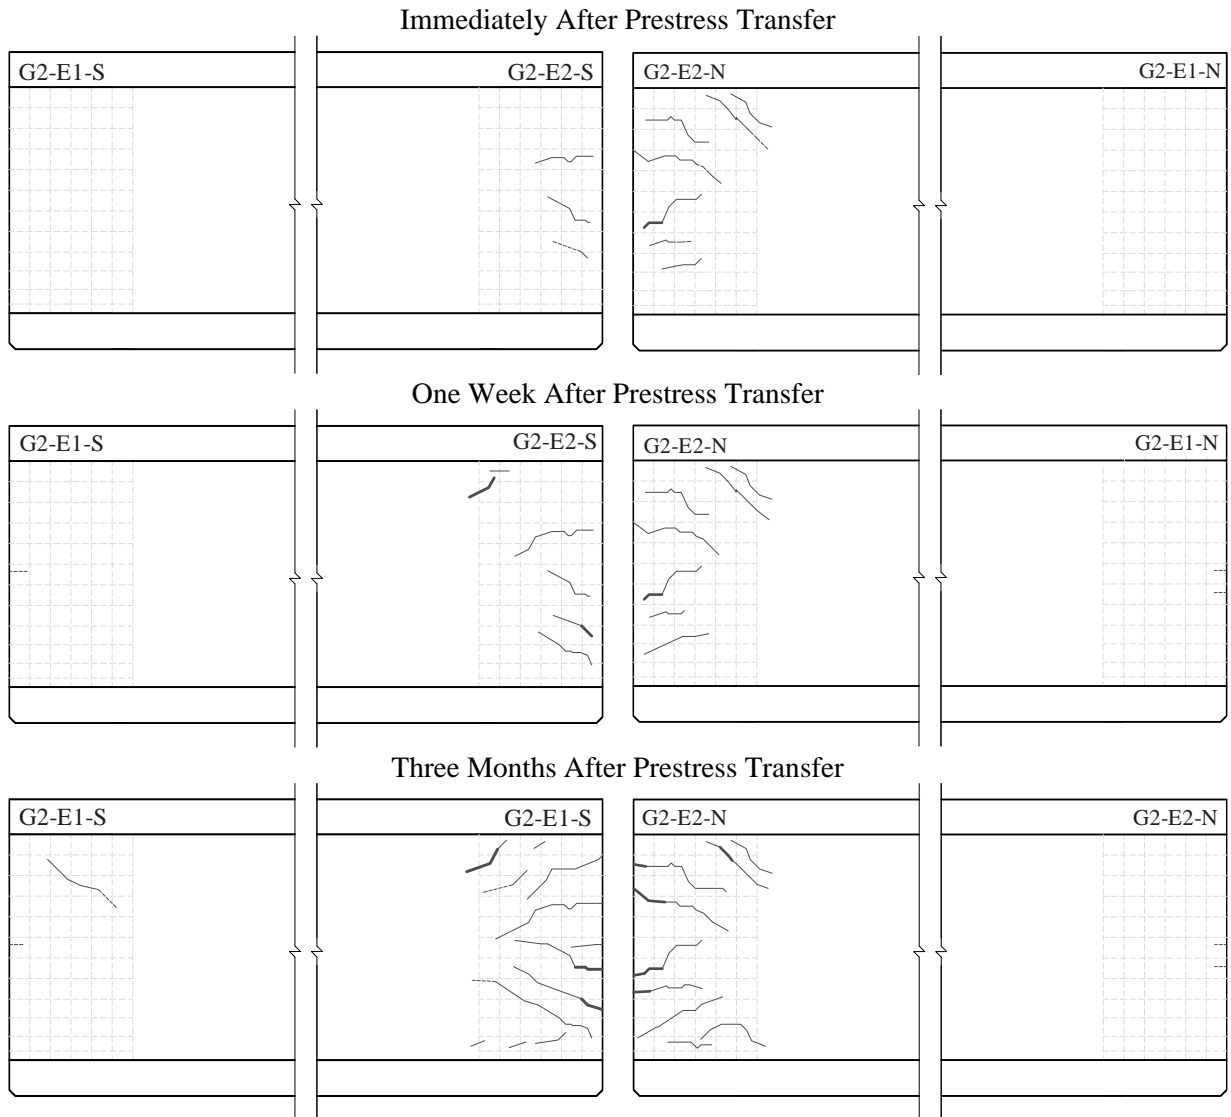 Immediately After Prestress Transfer
G2-E1-S
G2-E2-S
G2-E2-N
G2-E1-N
One Week After Prestress Transfer
G2-E1-S
G2-E2-S
G2-E2-N
G2-E1-N
Three Months After Prestress Transfer
G2-E1-S
G2-E1-S
G2-E2-N
G2-E2-N